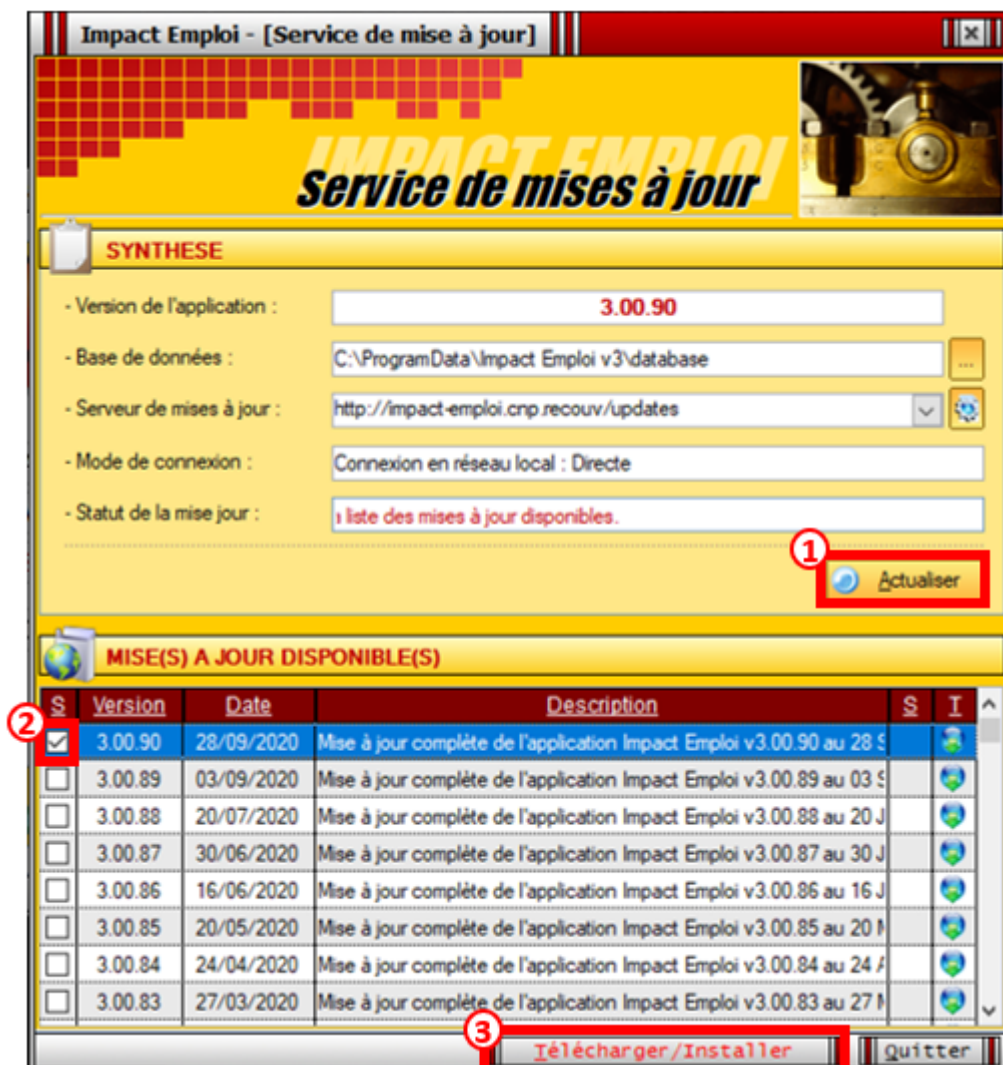 Impact Emploi - [Service de mise à jour]
IMPACT EMPLOI
Service de mises à jour
SYNTHESE
- Version de l'application : 3.00.90
- Base de données : C:\ProgramData\Impact Emploi v3\database ...
- Serveur de mises à jour : http://impact-emploi.cnp.recouv/updates
- Mode de connexion : Connexion en réseau local : Directe
- Statut de la mise jour : liste des mises à jour disponibles.
1
Actualiser
MISE(S) A JOUR DISPONIBLE(S)
S Version Date Description S T
2
3.00.90 28/09/2020 Mise à jour complète de l'application Impact Emploi v3.00.90 au 28 S
3.00.89 03/09/2020 Mise à jour complète de l'application Impact Emploi v3.00.89 au 03 S
3.00.88 20/07/2020 Mise à jour complète de l'application Impact Emploi v3.00.88 au 20 J
3.00.87 30/06/2020 Mise à jour complète de l'application Impact Emploi v3.00.87 au 30 J
3.00.86 16/06/2020 Mise à jour complète de l'application Impact Emploi v3.00.86 au 16 J
3.00.85 20/05/2020 Mise à jour complète de l'application Impact Emploi v3.00.85 au 20 M
3.00.84 24/04/2020 Mise à jour complète de l'application Impact Emploi v3.00.84 au 24 A
3.00.83 27/03/2020 Mise à jour complète de l'application Impact Emploi v3.00.83 au 27 M
3
Télécharger/Installer Quitter